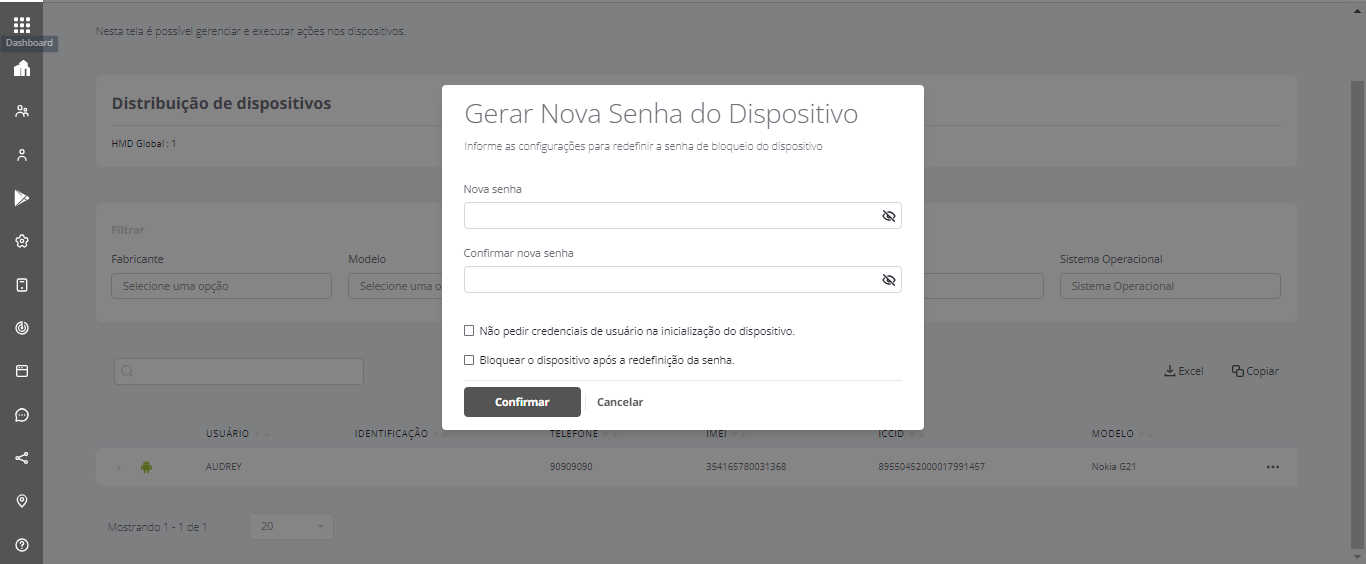 Nesta tela é possível gerenciar e executar ações nos dispositivos.
Dashboard
Distribuição de dispositivos
HMD Global : 1
Gerar Nova Senha do Dispositivo
Informe as configurações para redefinir a senha de bloqueio do dispositivo
Nova senha
Confirmar nova senha
Não pedir credenciais de usuário na inicialização do dispositivo.
Bloquear o dispositivo após a redefinição da senha.
Confirmar Cancelar
Filtrar
Fabricante Modelo Sistema Operacional
Selecione uma opção Selecione uma o Sistema Operacional
Excel Copiar
USUÁRIO IDENTIFICAÇÃO TELEFONE IMEI ICCID MODELO
AUDREY 90909090 354165780031368 89550452000017991457 Nokia G21
Mostrando 1 - 1 de 1 20